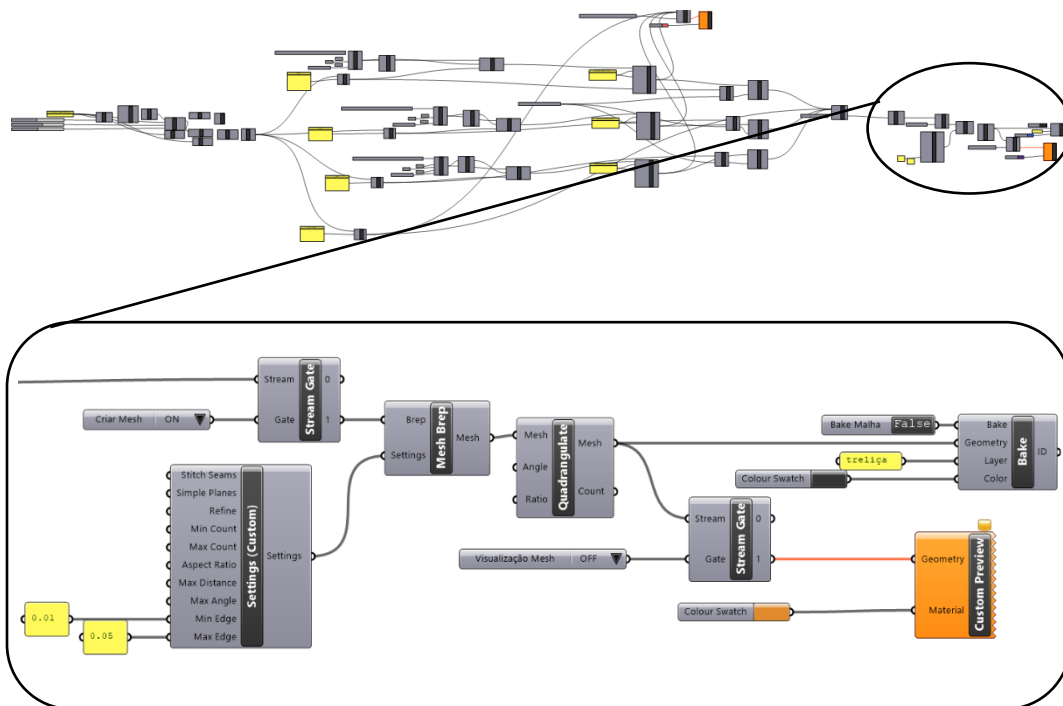 Stream
0
Gate
1
Stream Gate
Criar Mesh
ON
Brep
Settings
Mesh
Mesh Brep
Mesh
Angle
Ratio
Mesh
Count
Quadrangulate
Stitch Seams
Simple Planes
Refine
Min Count
Max Count
Aspect Ratio
Max Distance
Max Angle
Min Edge
Max Edge
Settings (Custom)
Settings
0.01
0.05
Stream
0
Gate
1
Stream Gate
Visualização Mesh
OFF
Colour Swatch
Bake Malha
False
treliça
Colour Swatch
Bake
Geometry
Layer
Color
Bake
ID
Geometry
Material
Custom Preview